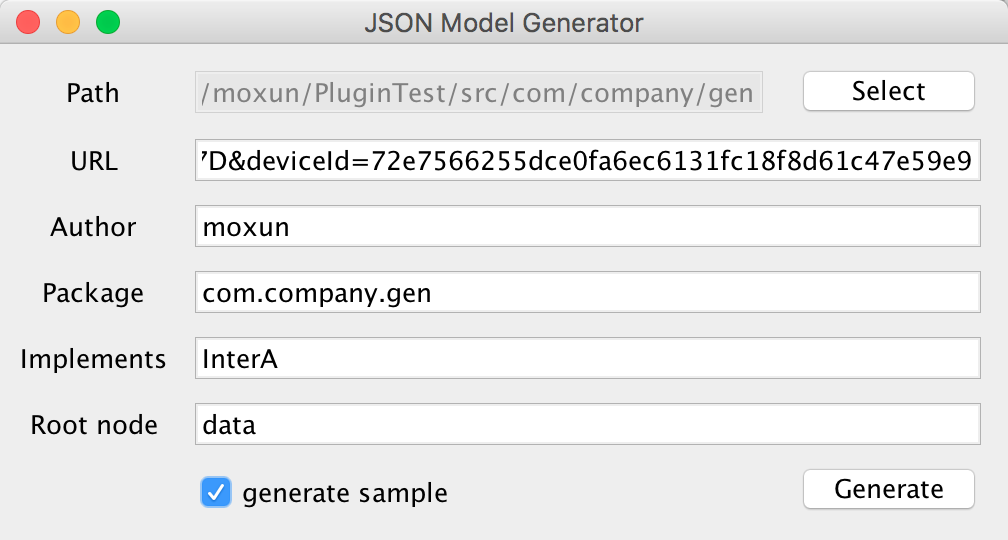 JSON Model Generator
Path /moxun/PluginTest/src/com/company/gen Select
URL 7D&deviceId=72e7566255dce0fa6ec6131fc18f8d61c47e59e9
Author moxun
Package com.company.gen
Implements InterA
Root node data
generate sample Generate